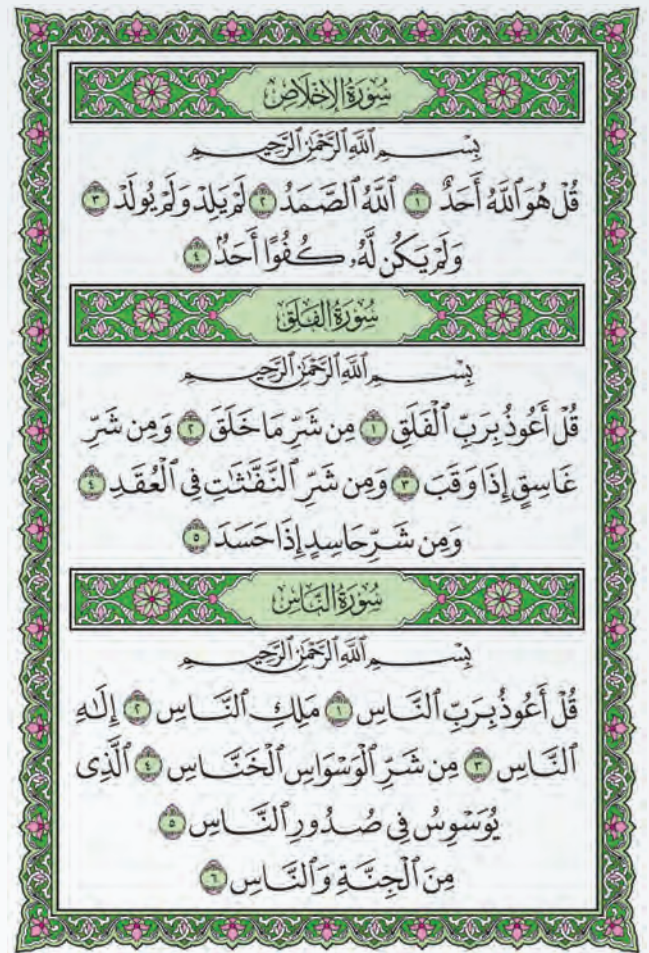 سُورَةُ الإِخْلَاصِ
بِسْمِ ٱللَّهِ ٱلرَّحْمَٰنِ ٱلرَّحِيمِ
قُلْ هُوَ ٱللَّهُ أَحَدٌ ١ ٱللَّهُ ٱلصَّمَدُ ٢ لَمْ يَلِدْ وَلَمْ يُولَدْ ٣
وَلَمْ يَكُن لَّهُۥ كُفُوًا أَحَدٌۢ ٤
سُورَةُ الفَلَقِ
بِسْمِ ٱللَّهِ ٱلرَّحْمَٰنِ ٱلرَّحِيمِ
قُلْ أَعُوذُ بِرَبِّ ٱلْفَلَقِ ١ مِن شَرِّ مَا خَلَقَ ٢ وَمِن شَرِّ
غَاسِقٍ إِذَا وَقَبَ ٣ وَمِن شَرِّ ٱلنَّفَّٰثَٰتِ فِى ٱلْعُقَدِ ٤
وَمِن شَرِّ حَاسِدٍ إِذَا حَسَدَ ٥
سُورَةُ النَّاسِ
بِسْمِ ٱللَّهِ ٱلرَّحْمَٰنِ ٱلرَّحِيمِ
قُلْ أَعُوذُ بِرَبِّ ٱلنَّاسِ ١ مَلِكِ ٱلنَّاسِ ٢ إِلَٰهِ
ٱلنَّاسِ ٣ مِن شَرِّ ٱلْوَسْوَاسِ ٱلْخَنَّاسِ ٤ ٱلَّذِى
يُوَسْوِسُ فِى صُدُورِ ٱلنَّاسِ ٥
مِنَ ٱلْجِنَّةِ وَٱلنَّاسِ ٦